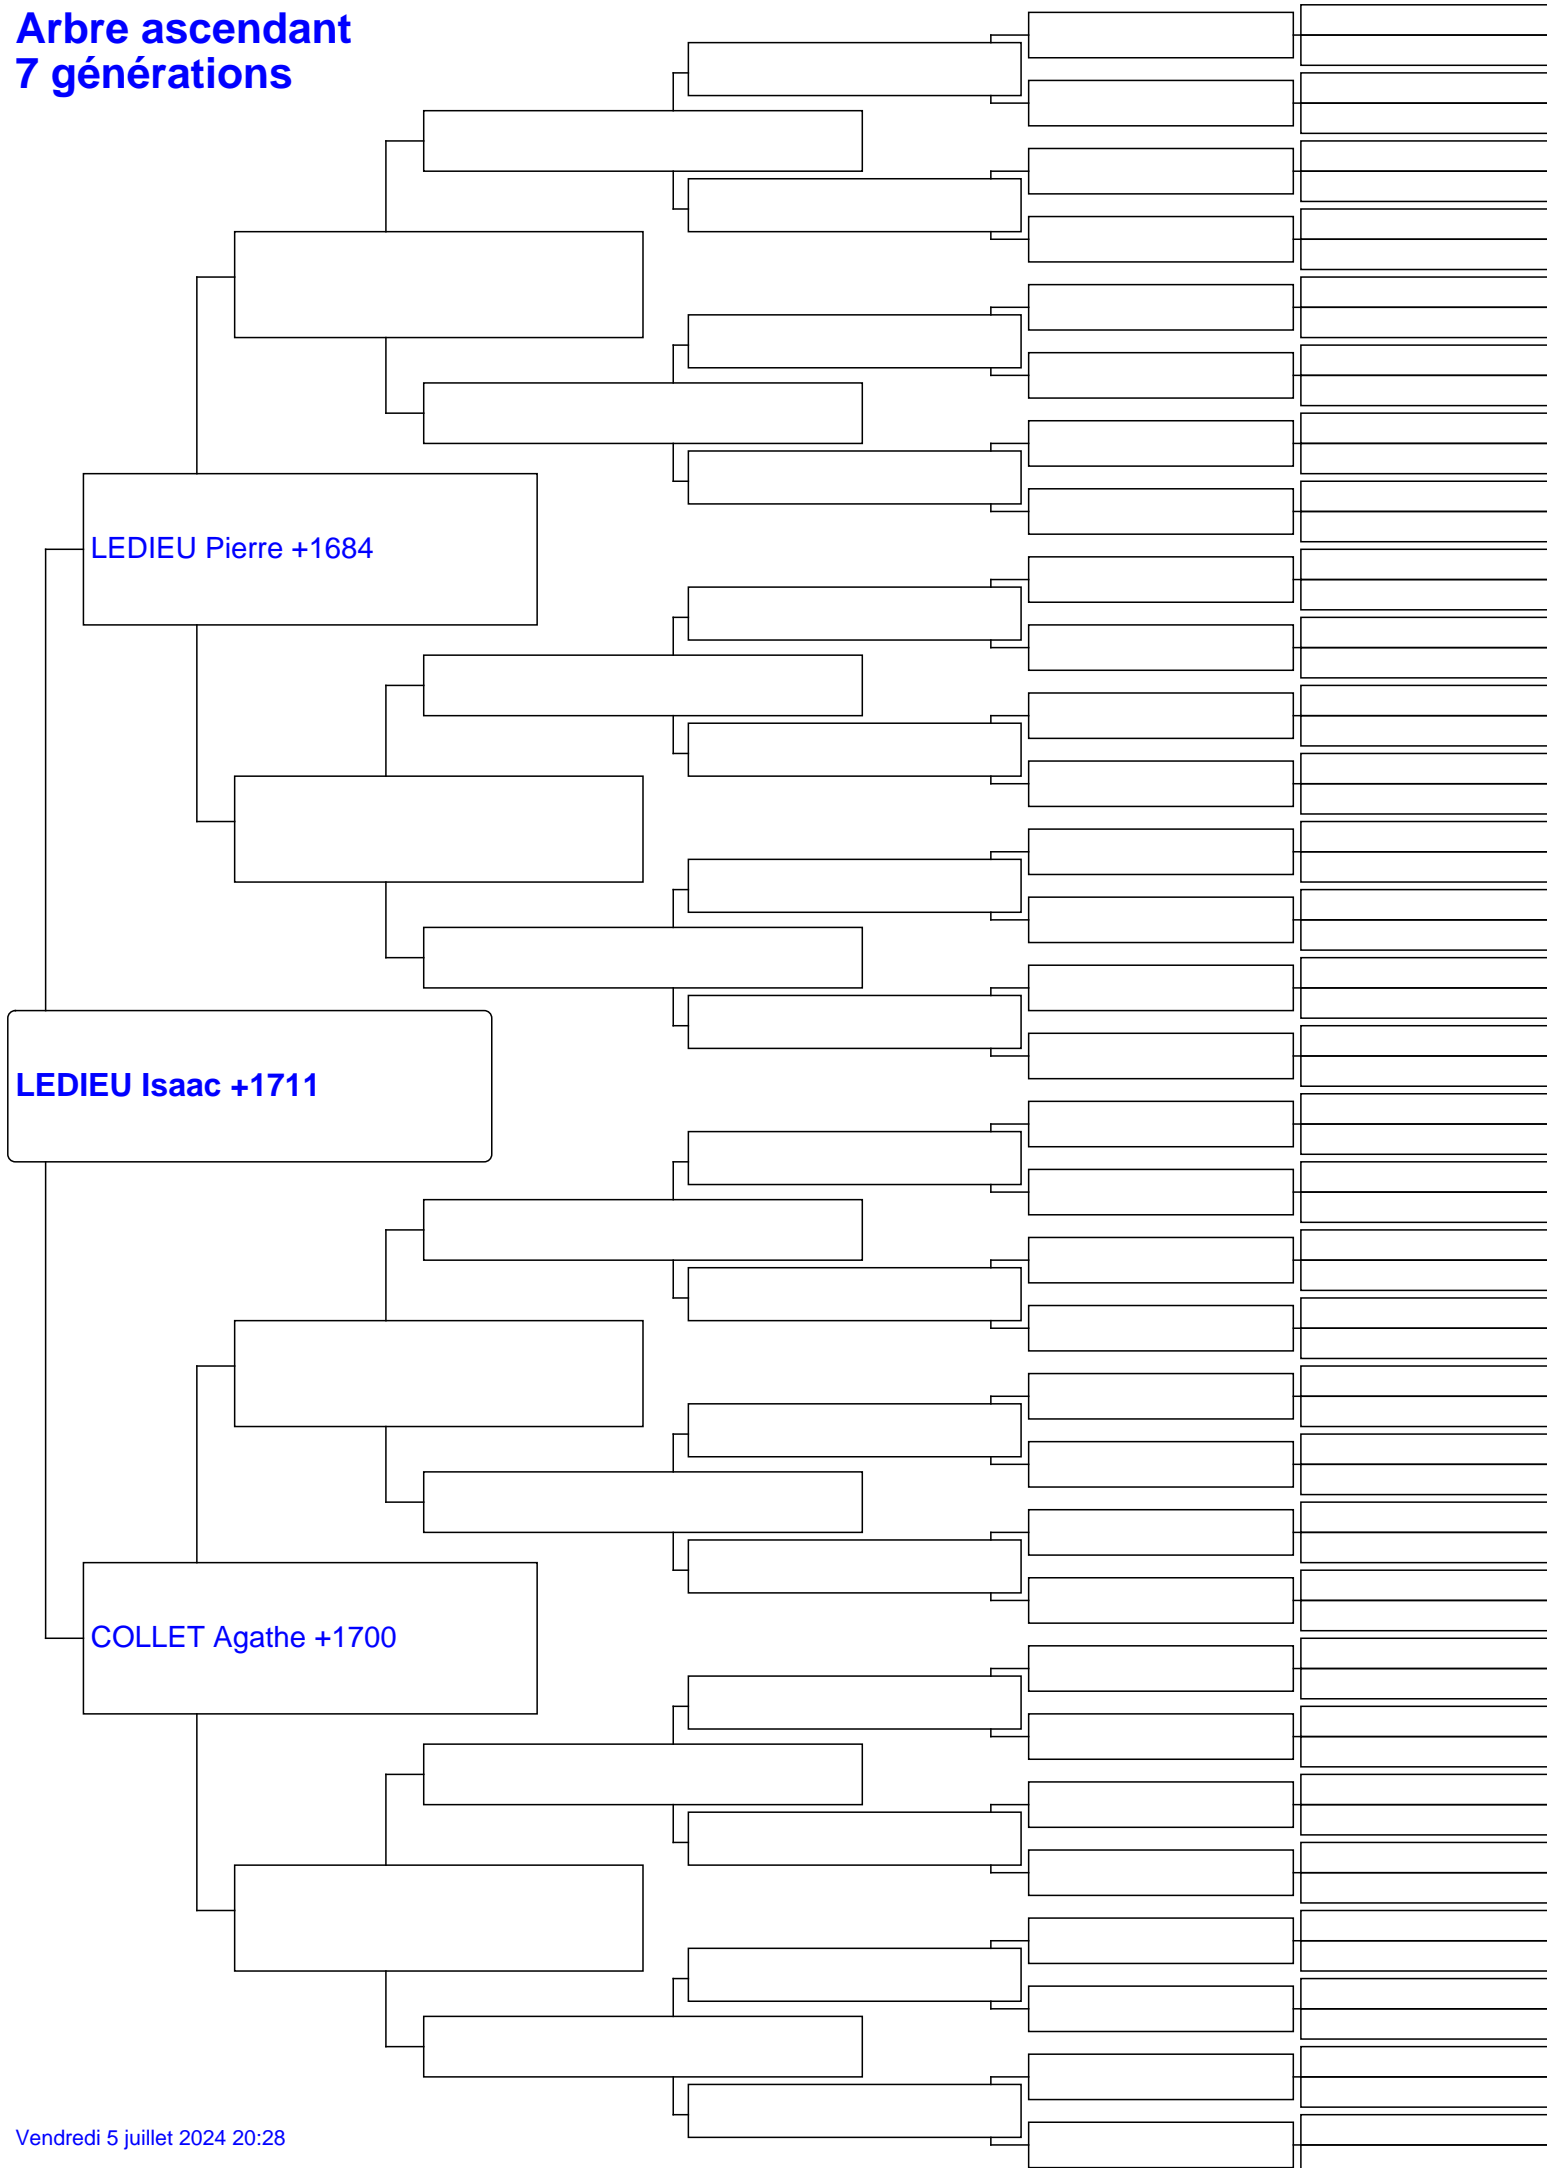 Arbre ascendant
7 générations
LEDIEU Pierre +1684
LEDIEU Isaac +1711
COLLET Agathe +1700
Vendredi 5 juillet 2024 20:28